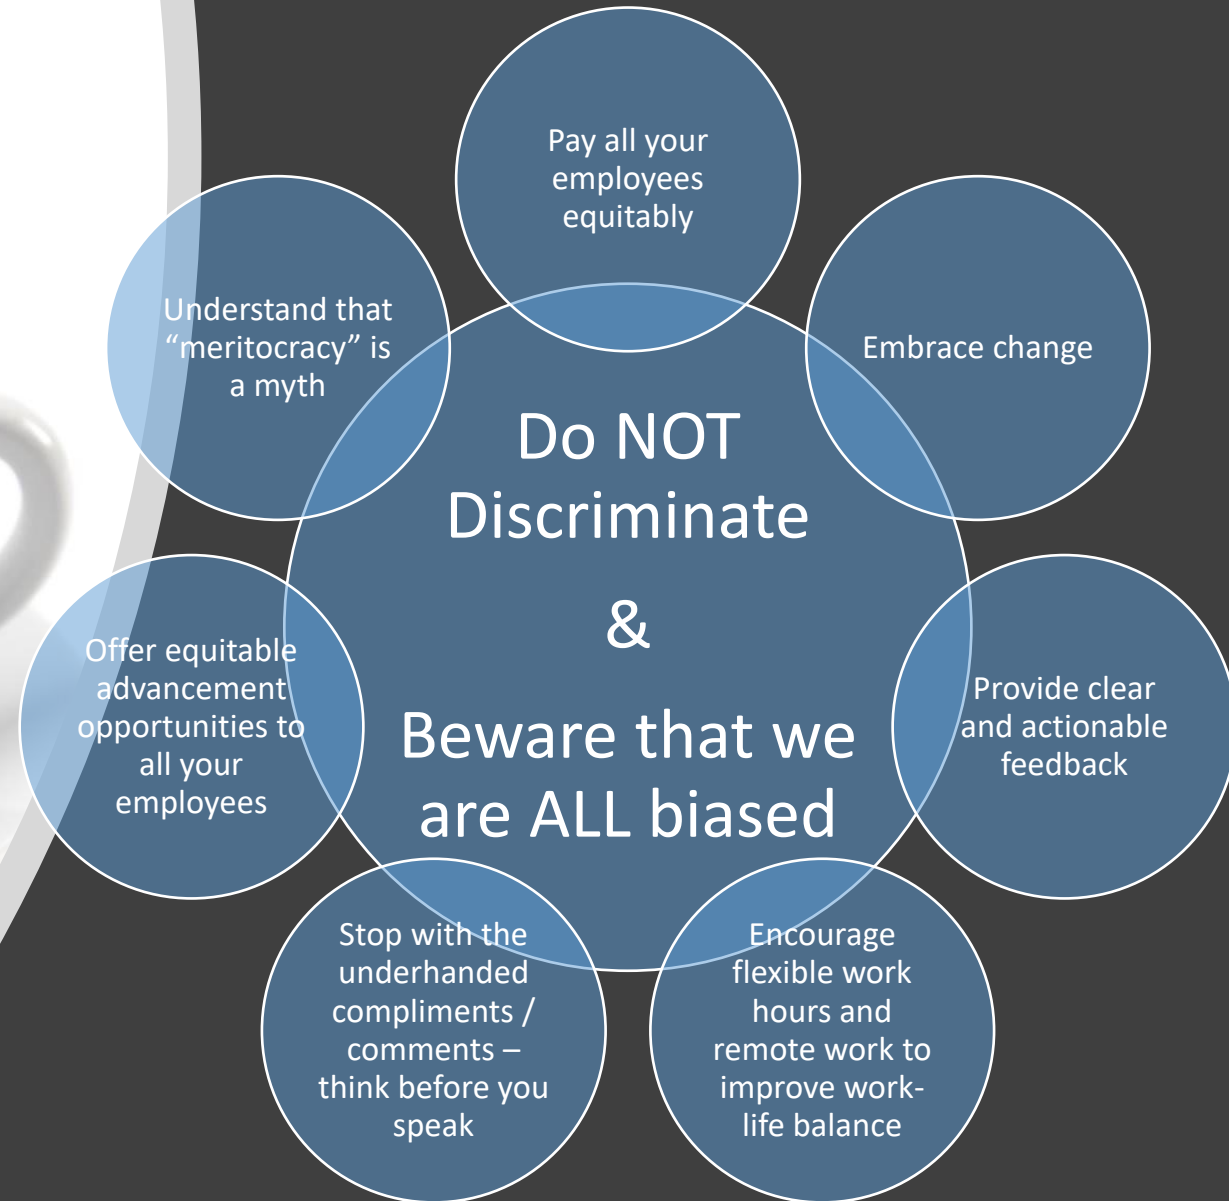 Do NOT
Discriminate
&
Beware that we
are ALL biased
Pay all your
employees
equitably
Embrace change
Provide clear
and actionable
feedback
Encourage
flexible work
hours and
remote work to
improve work-
life balance
Stop with the
underhanded
compliments /
comments –
think before you
speak
Offer equitable
advancement
opportunities to
all your
employees
Understand that
“meritocracy” is
a myth